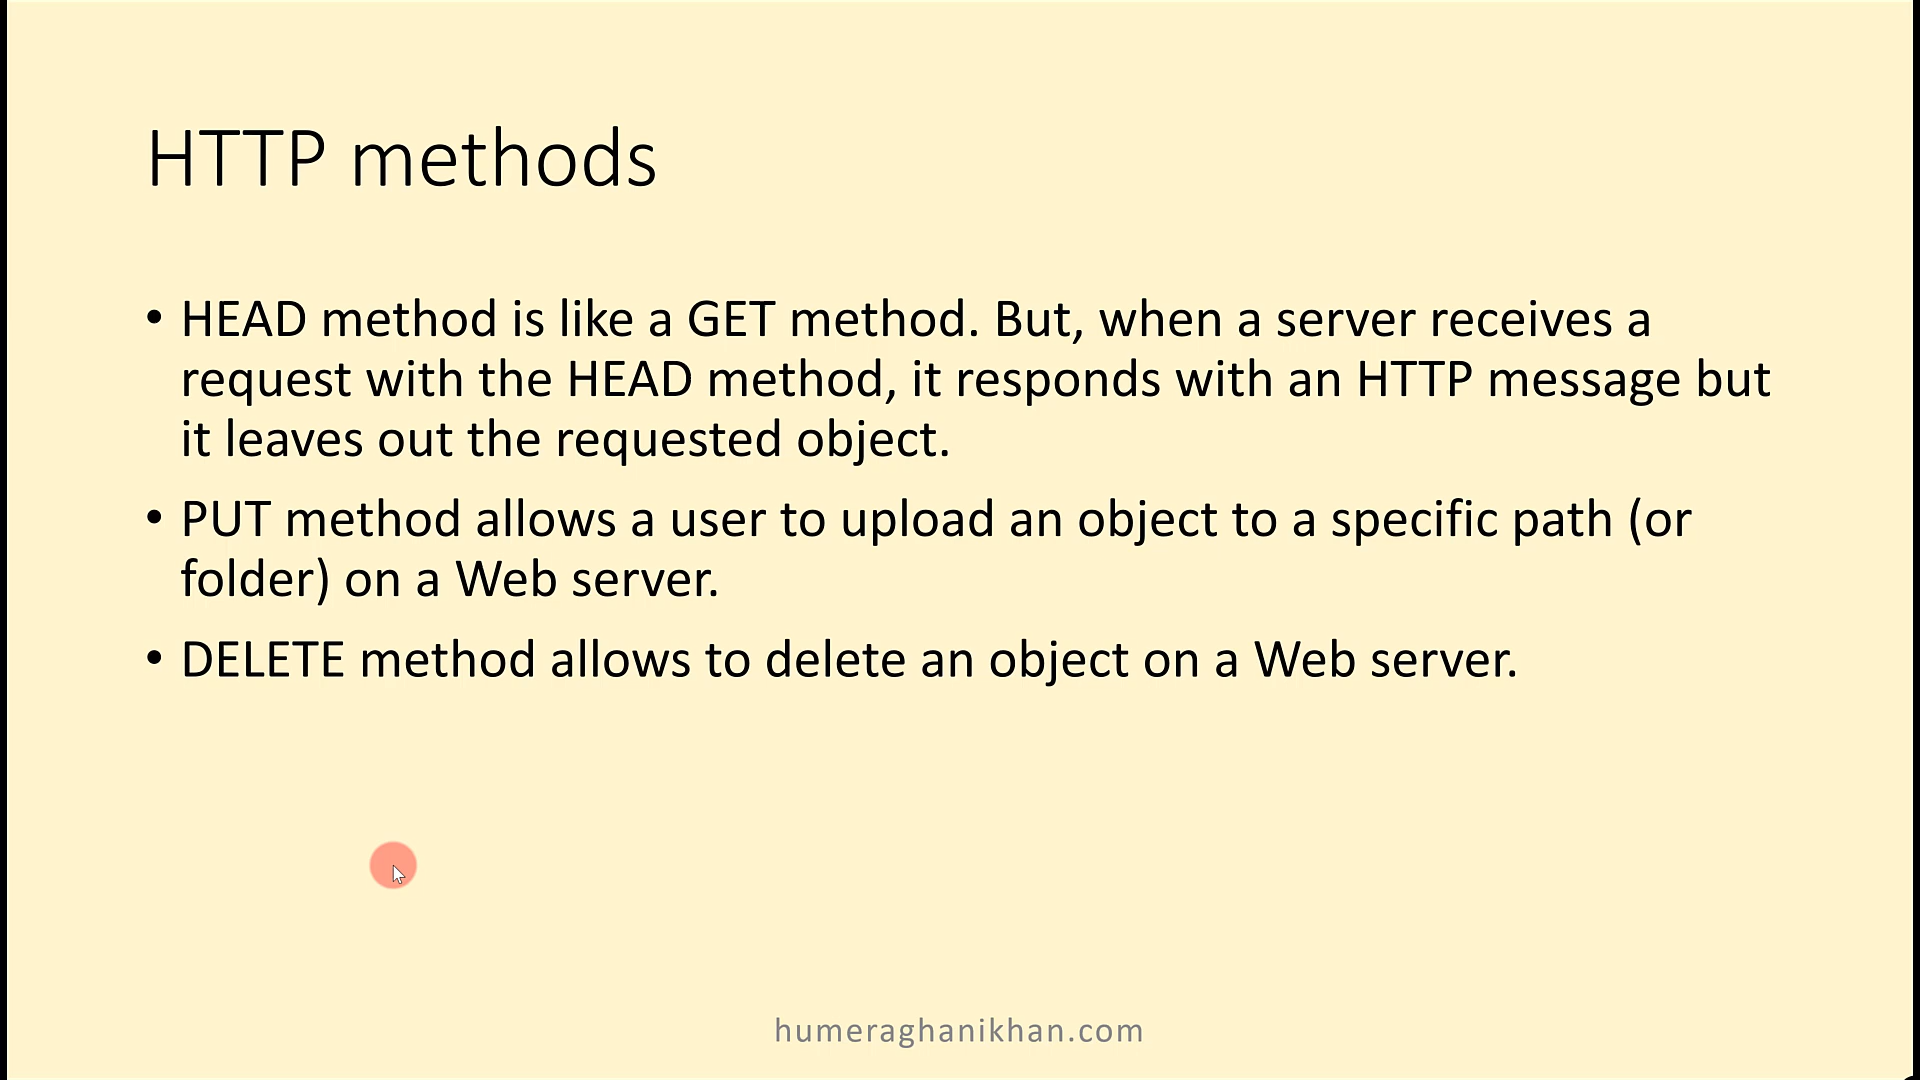 HTTP methods
• HEAD method is like a GET method. But, when a server receives a
request with the HEAD method, it responds with an HTTP message but
it leaves out the requested object.
• PUT method allows a user to upload an object to a specific path (or
folder) on a Web server.
• DELETE method allows to delete an object on a Web server.
humeraghanikhan.com